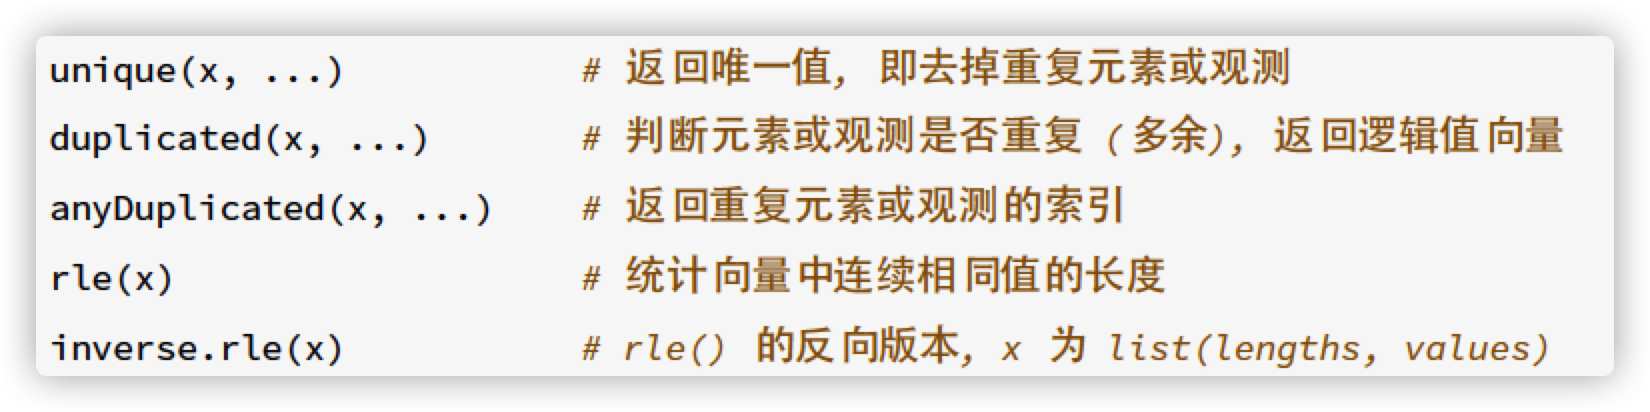 unique(x, ...) # 返回唯一值, 即去掉重复元素或观测
duplicated(x, ...) # 判断元素或观测是否重复 (多余), 返回逻辑值向量
anyDuplicated(x, ...) # 返回重复元素或观测的索引
rle(x) # 统计向量中连续相同值的长度
inverse.rle(x) # rle() 的反向版本, x 为 list(lengths, values)